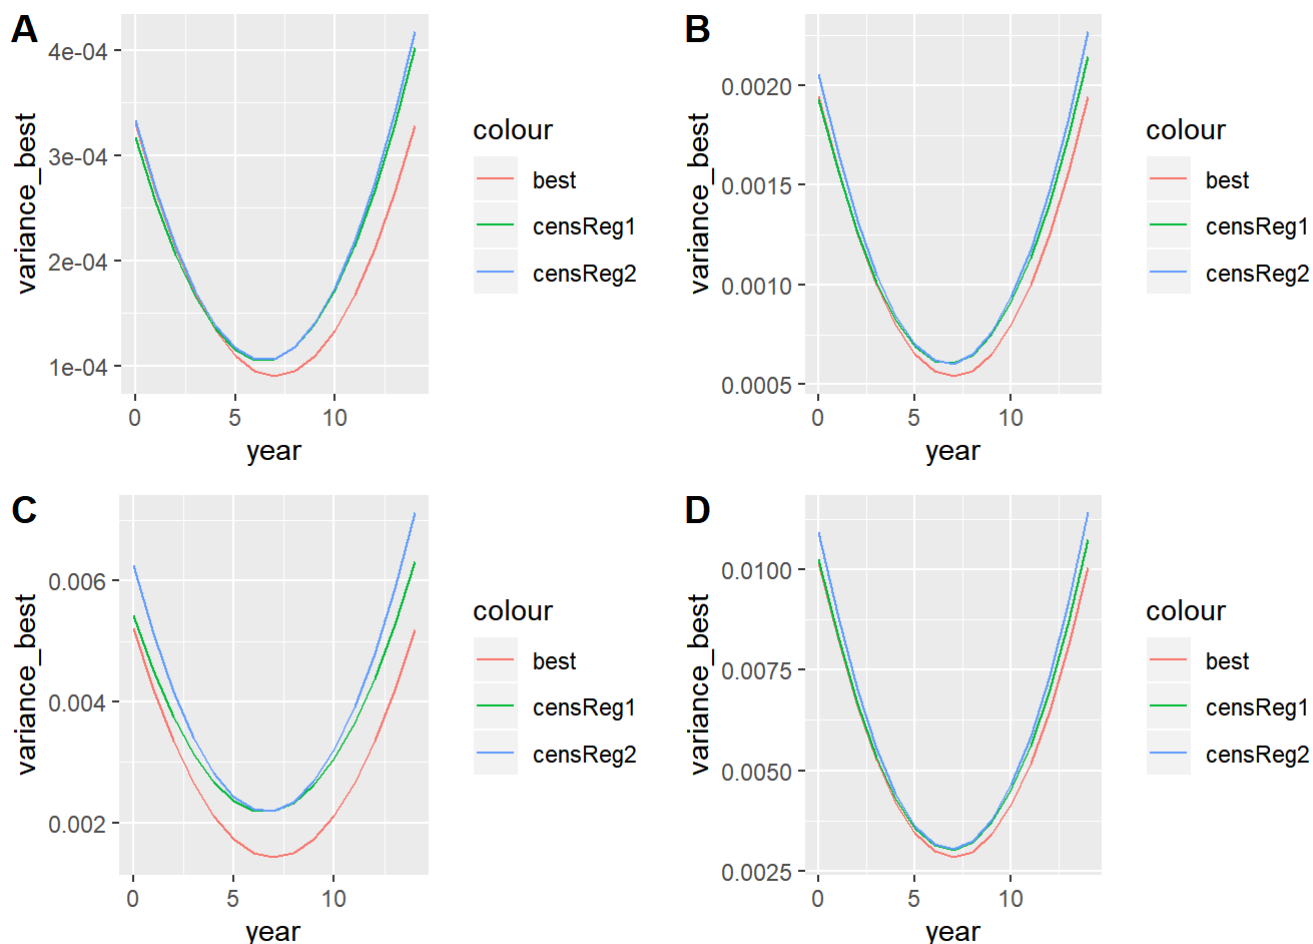 A
variance_best
4e-04
3e-04
2e-04
1e-04
0 5 10
year
colour
best
censReg1
censReg2
B
variance_best
0.0020
0.0015
0.0010
0.0005
0 5 10
year
colour
best
censReg1
censReg2
C
variance_best
0.006
0.004
0.002
0 5 10
year
colour
best
censReg1
censReg2
D
variance_best
0.0100
0.0075
0.0050
0.0025
0 5 10
year
colour
best
censReg1
censReg2